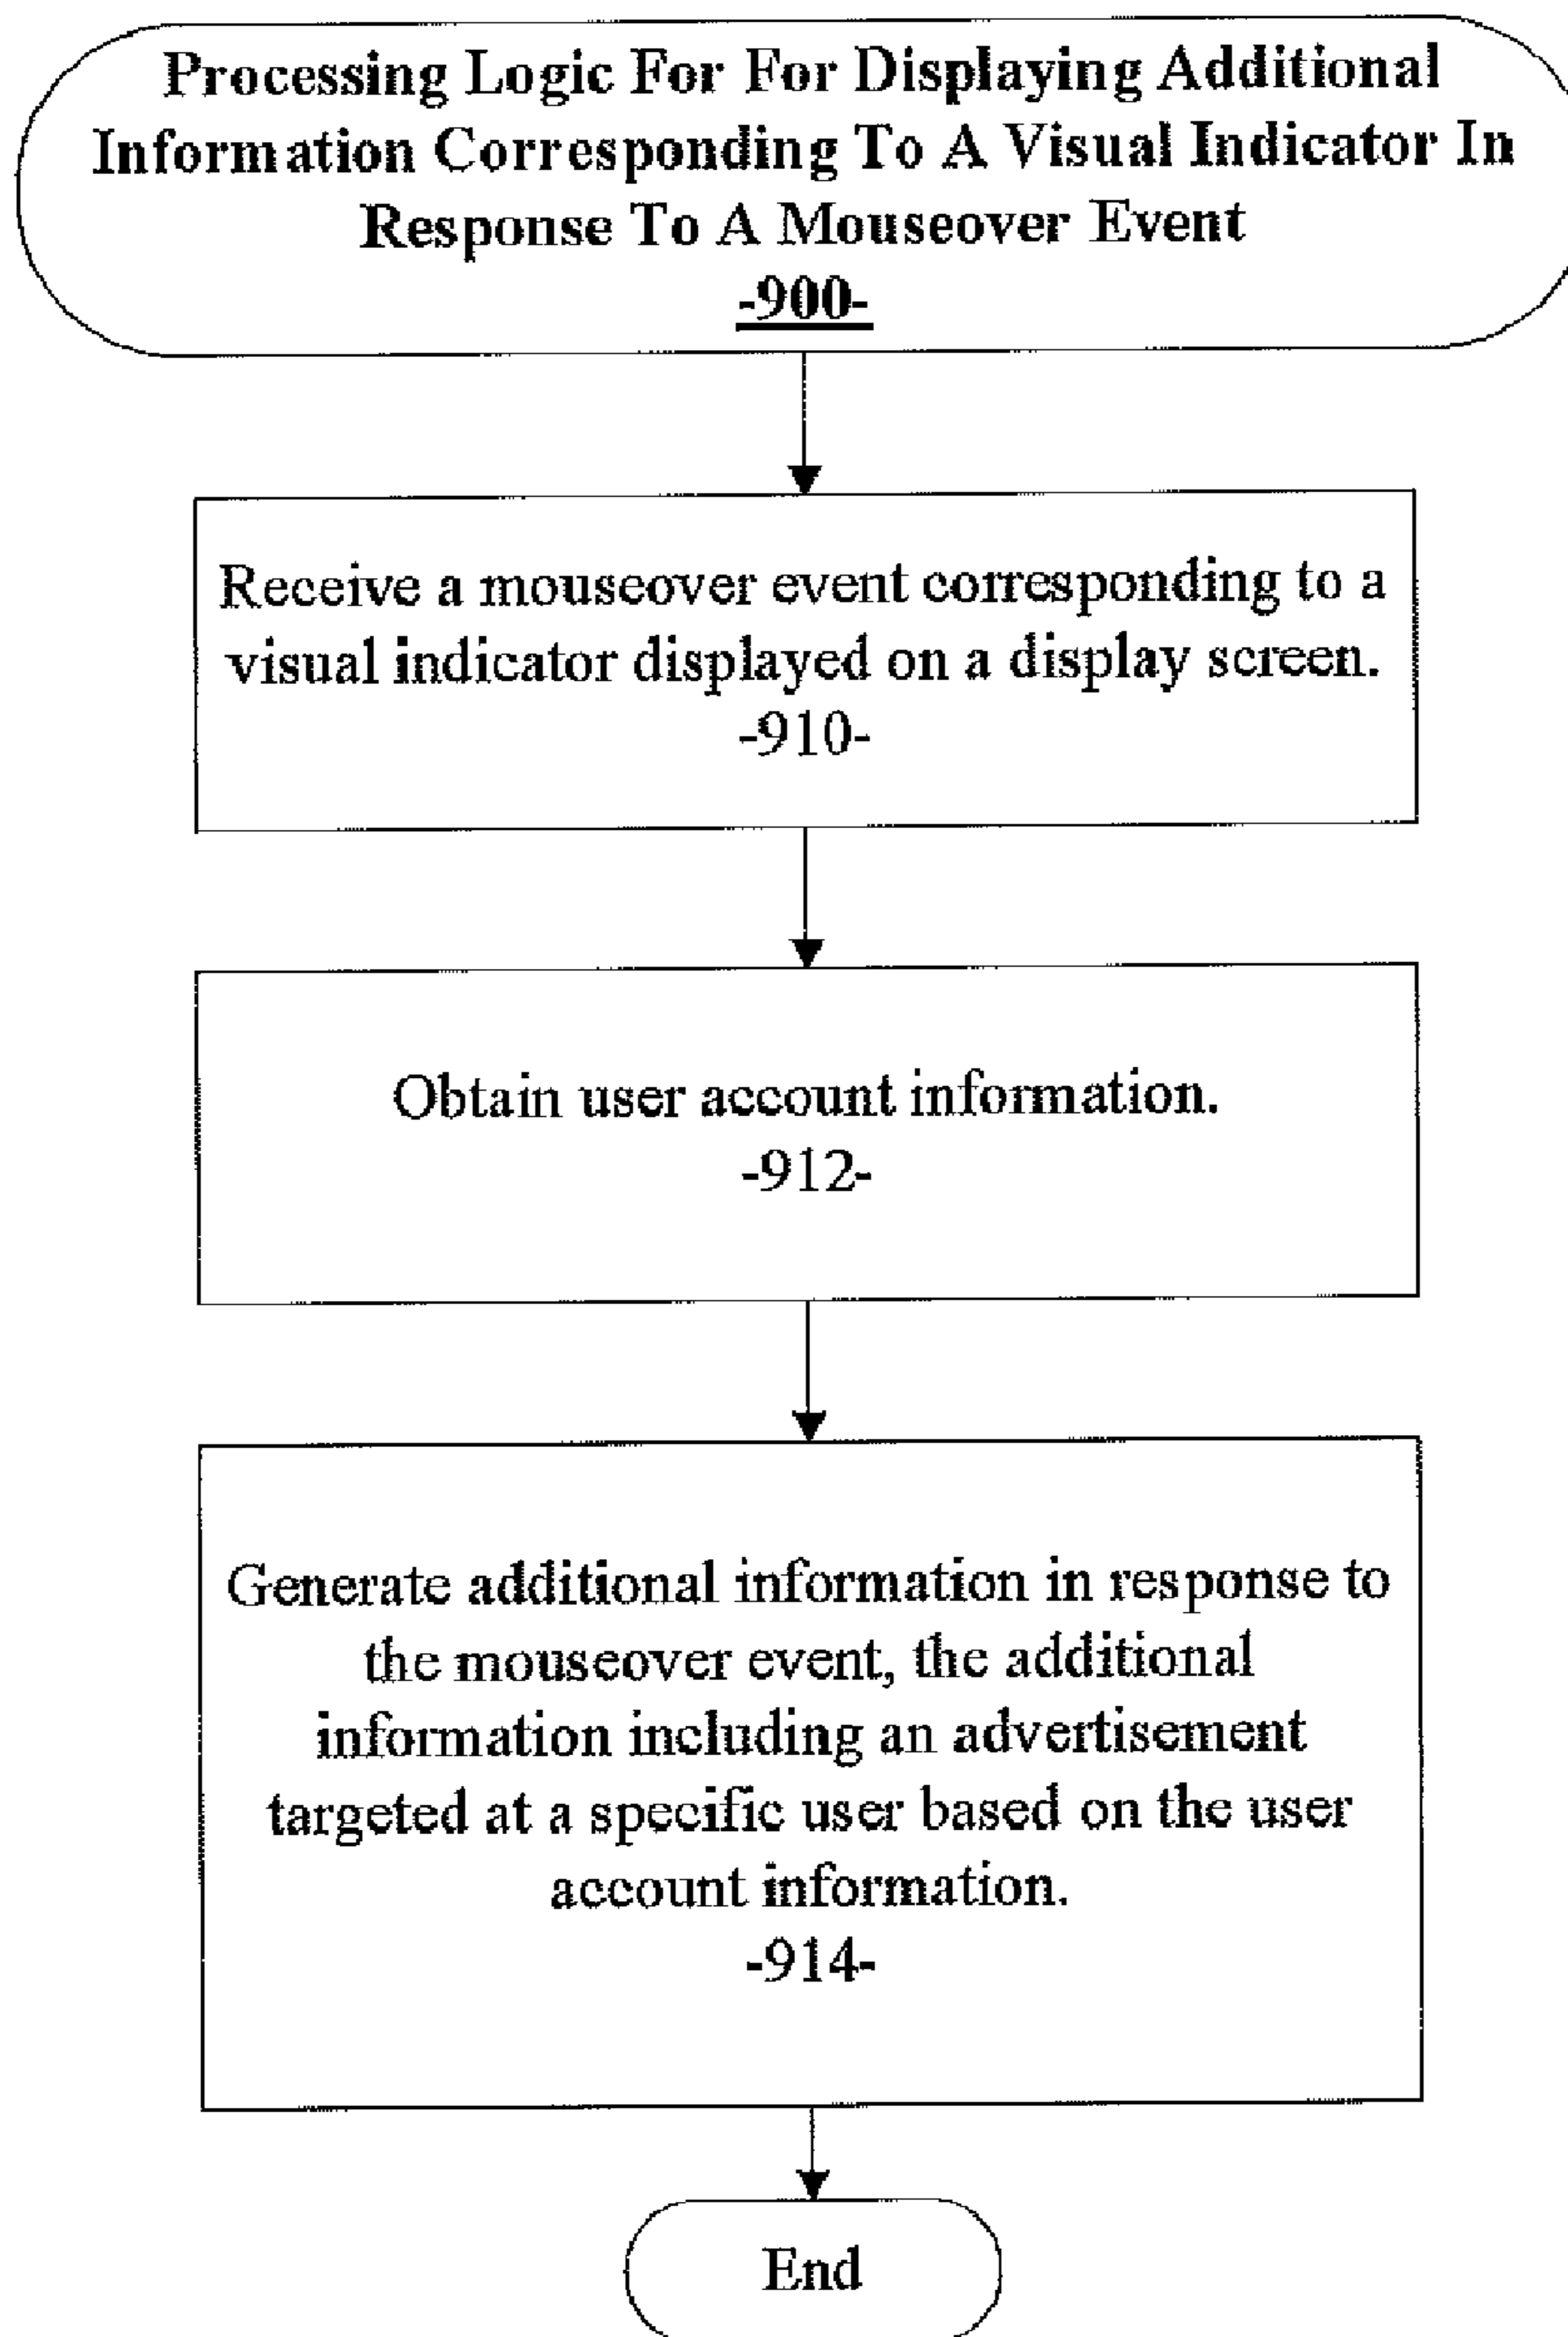 Processing Logic For For Displaying Additional
Information Corresponding To A Visual Indicator In
Response To A Mouseover Event
-900-
Receive a mouseover event corresponding to a
visual indicator displayed on a display screen.
-910-
Obtain user account information.
-912-
Generate additional information in response to
the mouseover event, the additional
information including an advertisement
targeted at a specific user based on the user
account information.
-914-
End